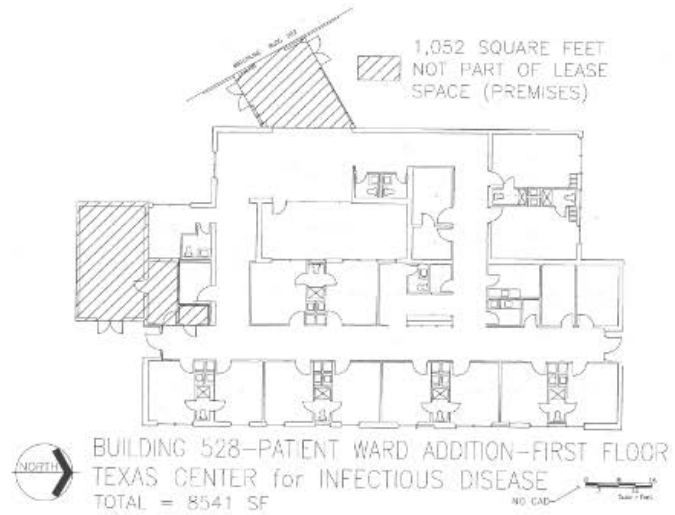 1,052 SQUARE FEET
NOT PART OF LEASE
SPACE (PREMISES)
NORTH
BUILDING 528-PATIENT WARD ADDITION-FIRST FLOOR
TEXAS CENTER for INFECTIOUS DISEASE
TOTAL = 8541 SF
NO CAD